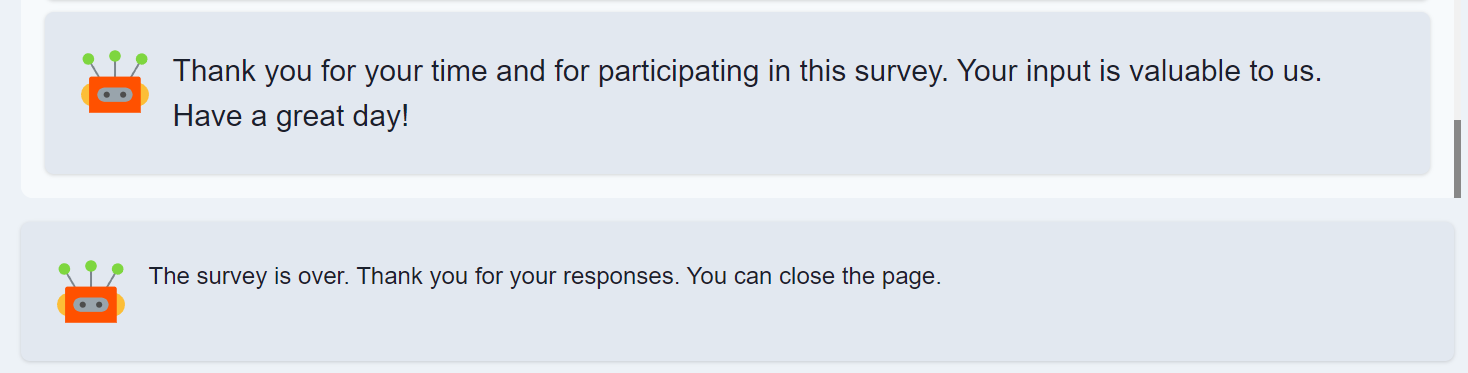 Thank you for your time and for participating in this survey. Your input is valuable to us.
Have a great day!
The survey is over. Thank you for your responses. You can close the page.